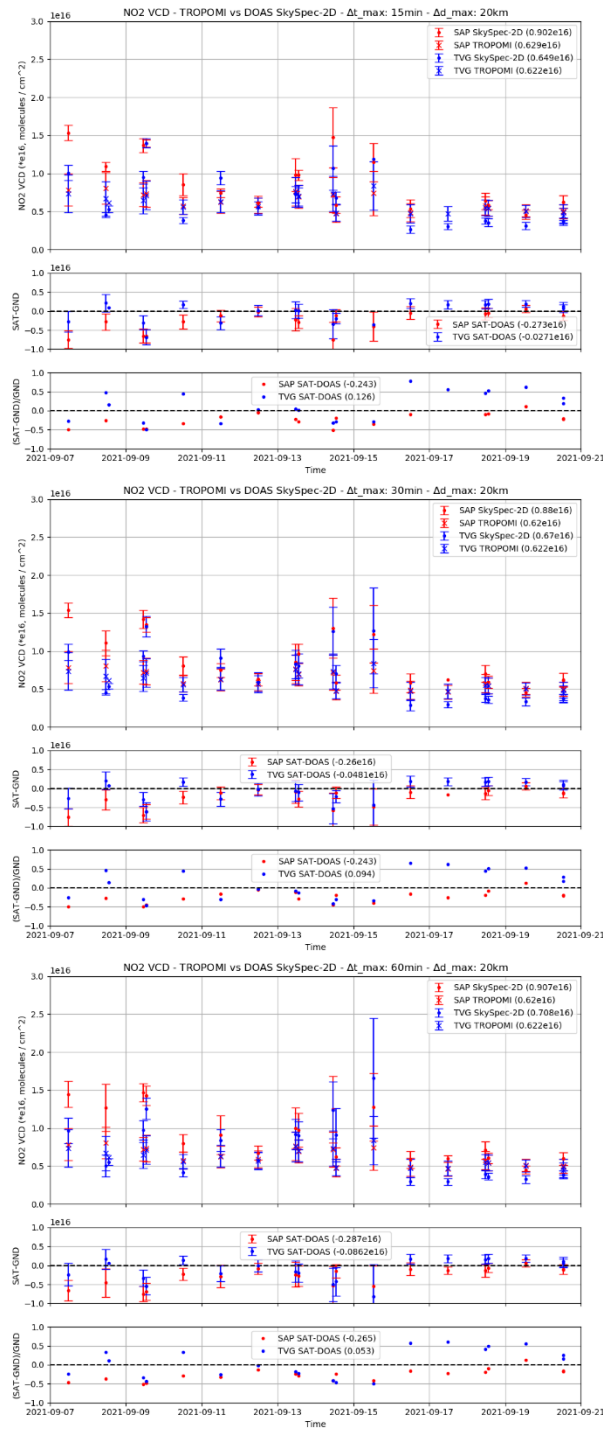 NO2 VCD - TROPOMI vs DOAS SkySpec-2D - Δt_max: 15min - Δd_max: 20km
1e16
3.0
2.5
2.0
1.5
1.0
0.5
0.0
NO2 VCD (*e16, molecules / cm^2)
SAP SkySpec-2D (0.902e16)
SAP TROPOMI (0.629e16)
TVG SkySpec-2D (0.649e16)
TVG TROPOMI (0.622e16)
1e16
1.0
0.5
0.0
−0.5
−1.0
SAT-GND
SAP SAT-DOAS (-0.273e16)
TVG SAT-DOAS (-0.0271e16)
1.0
0.5
0.0
−0.5
−1.0
(SAT-GND)/GND
SAP SAT-DOAS (-0.243)
TVG SAT-DOAS (0.126)
2021-09-07 2021-09-09 2021-09-11 2021-09-13 2021-09-15 2021-09-17 2021-09-19 2021-09-21
Time
NO2 VCD - TROPOMI vs DOAS SkySpec-2D - Δt_max: 30min - Δd_max: 20km
1e16
3.0
2.5
2.0
1.5
1.0
0.5
0.0
NO2 VCD (*e16, molecules / cm^2)
SAP SkySpec-2D (0.88e16)
SAP TROPOMI (0.62e16)
TVG SkySpec-2D (0.67e16)
TVG TROPOMI (0.622e16)
1e16
1.0
0.5
0.0
−0.5
−1.0
SAT-GND
SAP SAT-DOAS (-0.26e16)
TVG SAT-DOAS (-0.0481e16)
1.0
0.5
0.0
−0.5
−1.0
(SAT-GND)/GND
SAP SAT-DOAS (-0.243)
TVG SAT-DOAS (0.094)
2021-09-07 2021-09-09 2021-09-11 2021-09-13 2021-09-15 2021-09-17 2021-09-19 2021-09-21
Time
NO2 VCD - TROPOMI vs DOAS SkySpec-2D - Δt_max: 60min - Δd_max: 20km
1e16
3.0
2.5
2.0
1.5
1.0
0.5
0.0
NO2 VCD (*e16, molecules / cm^2)
SAP SkySpec-2D (0.907e16)
SAP TROPOMI (0.62e16)
TVG SkySpec-2D (0.708e16)
TVG TROPOMI (0.622e16)
1e16
1.0
0.5
0.0
−0.5
−1.0
SAT-GND
SAP SAT-DOAS (-0.287e16)
TVG SAT-DOAS (-0.0862e16)
1.0
0.5
0.0
−0.5
−1.0
(SAT-GND)/GND
SAP SAT-DOAS (-0.265)
TVG SAT-DOAS (0.053)
2021-09-07 2021-09-09 2021-09-11 2021-09-13 2021-09-15 2021-09-17 2021-09-19 2021-09-21
Time